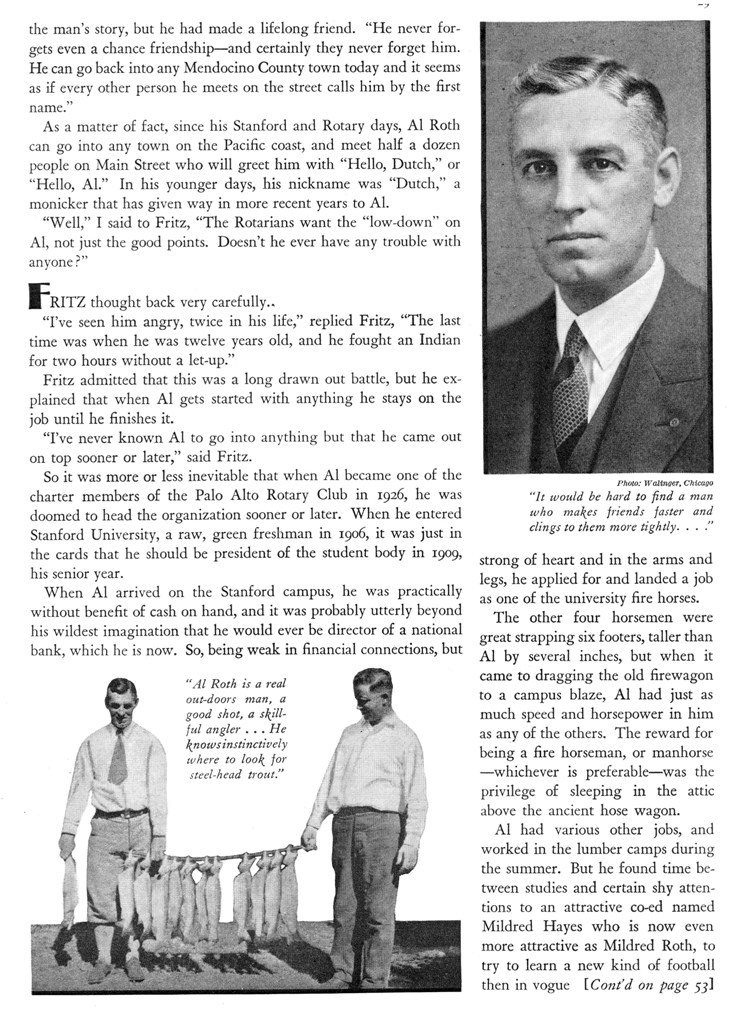 the man's story, but he had made a lifelong friend. "He never for-
gets even a chance friendship—and certainly they never forget him.
He can go back into any Mendocino County town today and it seems
as if every other person he meets on the street calls him by the first
name."
As a matter of fact, since his Stanford and Rotary days, Al Roth
can go into any town on the Pacific coast, and meet half a dozen
people on Main Street who will greet him with "Hello, Dutch," or
"Hello, Al." In his younger days, his nickname was "Dutch," a
monicker that has given way in more recent years to Al.
"Well," I said to Fritz, "The Rotarians want the "low-down" on
Al, not just the good points. Doesn't he ever have any trouble with
anyone?"
FRITZ thought back very carefully..
"I've seen him angry, twice in his life," replied Fritz, "The last
time was when he was twelve years old, and he fought an Indian
for two hours without a let-up."
Fritz admitted that this was a long drawn out battle, but he ex-
plained that when Al gets started with anything he stays on the
job until he finishes it.
"I've never known Al to go into anything but that he came out
on top sooner or later," said Fritz.
So it was more or less inevitable that when Al became one of the
charter members of the Palo Alto Rotary Club in 1926, he was
doomed to head the organization sooner or later. When he entered
Stanford University, a raw, green freshman in 1906, it was just in
the cards that he should be president of the student body in 1909,
his senior year.
When Al arrived on the Stanford campus, he was practically
without benefit of cash on hand, and it was probably utterly beyond
his wildest imagination that he would ever be director of a national
bank, which he is now. So, being weak in financial connections, but
"Al Roth is a real
out-doors man, a
good shot, a skill-
ful angler . . . He
knows instinctively
where to look for
steel-head trout."
Photo: Walinger, Chicago
"It would be hard to find a man
who makes friends faster and
clings to them more tightly. . . ."
strong of heart and in the arms and
legs, he applied for and landed a job
as one of the university fire horses.
The other four horsemen were
great strapping six footers, taller than
Al by several inches, but when it
came to dragging the old firewagon
to a campus blaze, Al had just as
much speed and horsepower in him
as any of the others. The reward for
being a fire horseman, or manhorse
—whichever is preferable—was the
privilege of sleeping in the attic
above the ancient hose wagon.
Al had various other jobs, and
worked in the lumber camps during
the summer. But he found time be-
tween studies and certain shy atten-
tions to an attractive co-ed named
Mildred Hayes who is now even
more attractive as Mildred Roth, to
try to learn a new kind of football
then in vogue [Cont'd on page 53]